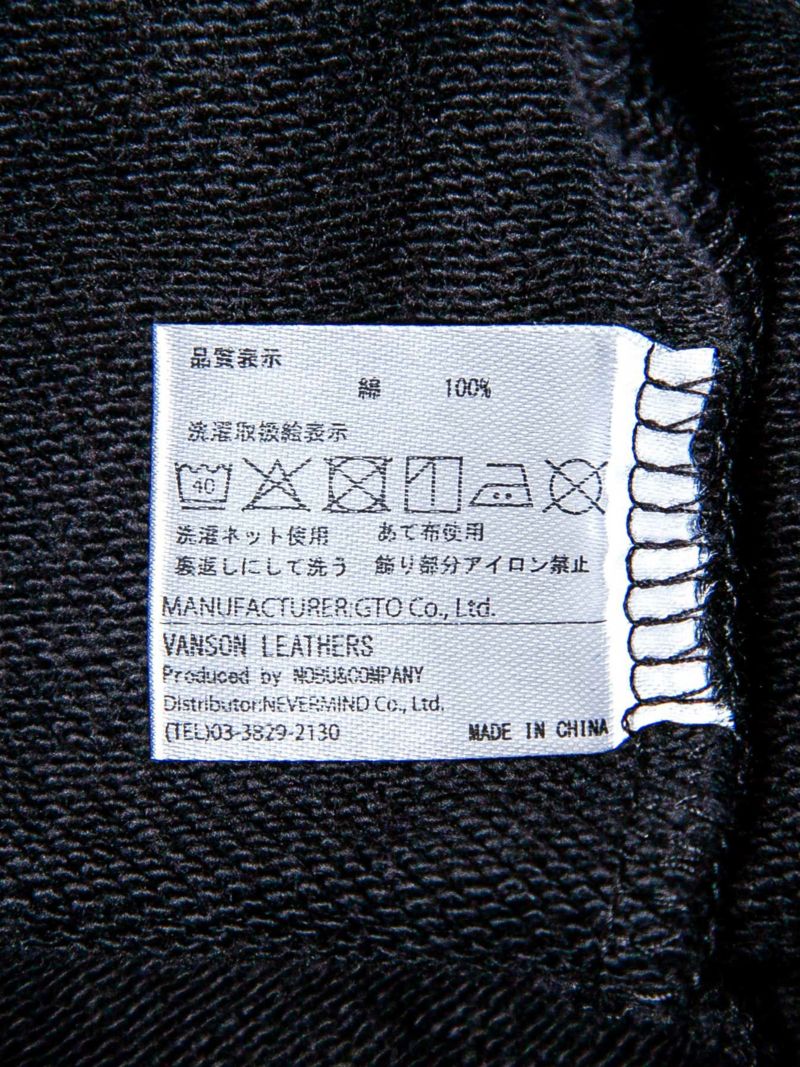 品質表示
綿 100%
洗濯取扱絵表示
40
洗濯ネット使用 あて布使用
裏返しにして洗う 飾り部分アイロン禁止
MANUFACTURER:GTO Co., Ltd.
VANSON LEATHERS
Produced by NOBU&COMPANY
Distributor:NEVERMIND Co., Ltd.
(TEL)03-3829-2130 MADE IN CHINA